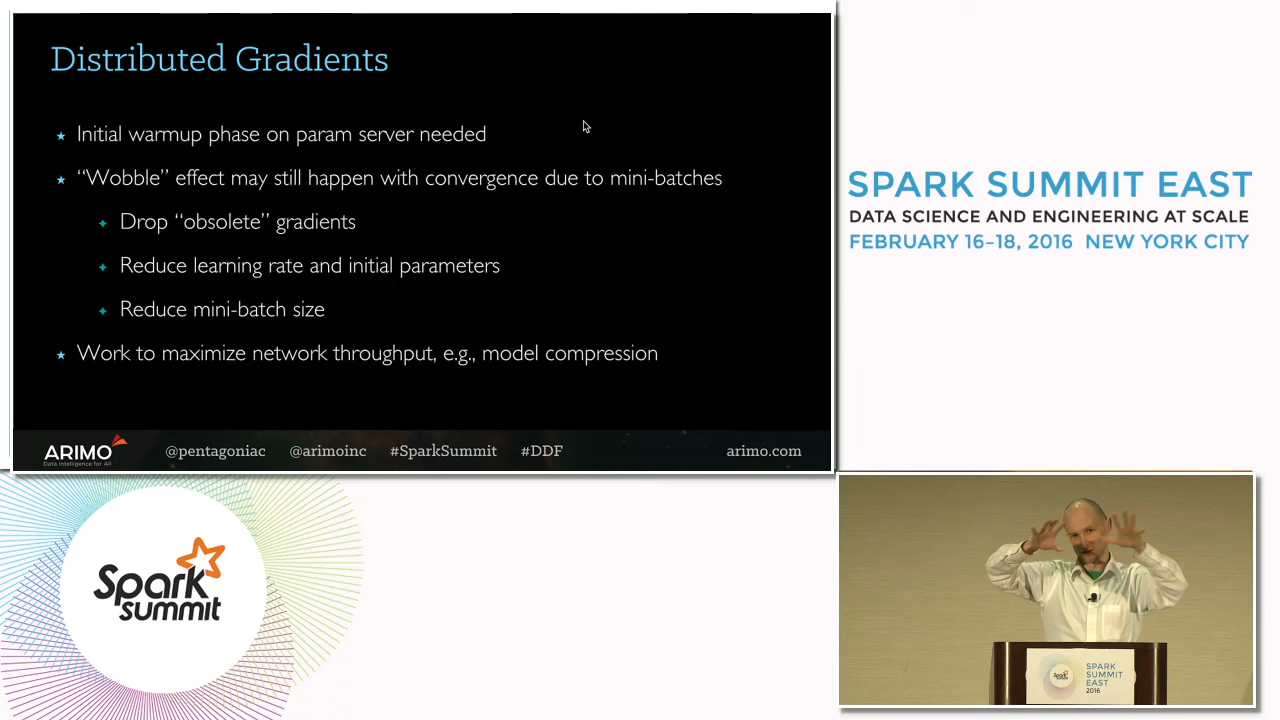 Distributed Gradients
Initial warmup phase on param server needed
“Wobble” effect may still happen with convergence due to mini-batches
Drop “obsolete” gradients
Reduce learning rate and initial parameters
Reduce mini-batch size
Work to maximize network throughput, e.g., model compression
ARIMO
Data Intelligence for All
@pentagoniac @arimoinc #SparkSummit #DDF arimo.com
SPARK SUMMIT EAST
DATA SCIENCE AND ENGINEERING AT SCALE
FEBRUARY 16–18, 2016 NEW YORK CITY
Spark
summit
Spark
SPARK
SUMMIT
EAST
2016